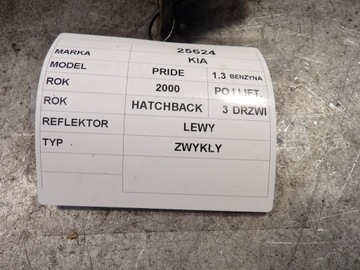 25624
MARKA KIA
MODEL PRIDE 1.3 BENZYNA
ROK 2000 PO LIFT.
ROK HATCHBACK 3 DRZWI
REFLEKTOR LEWY
TYP ZWYKŁY